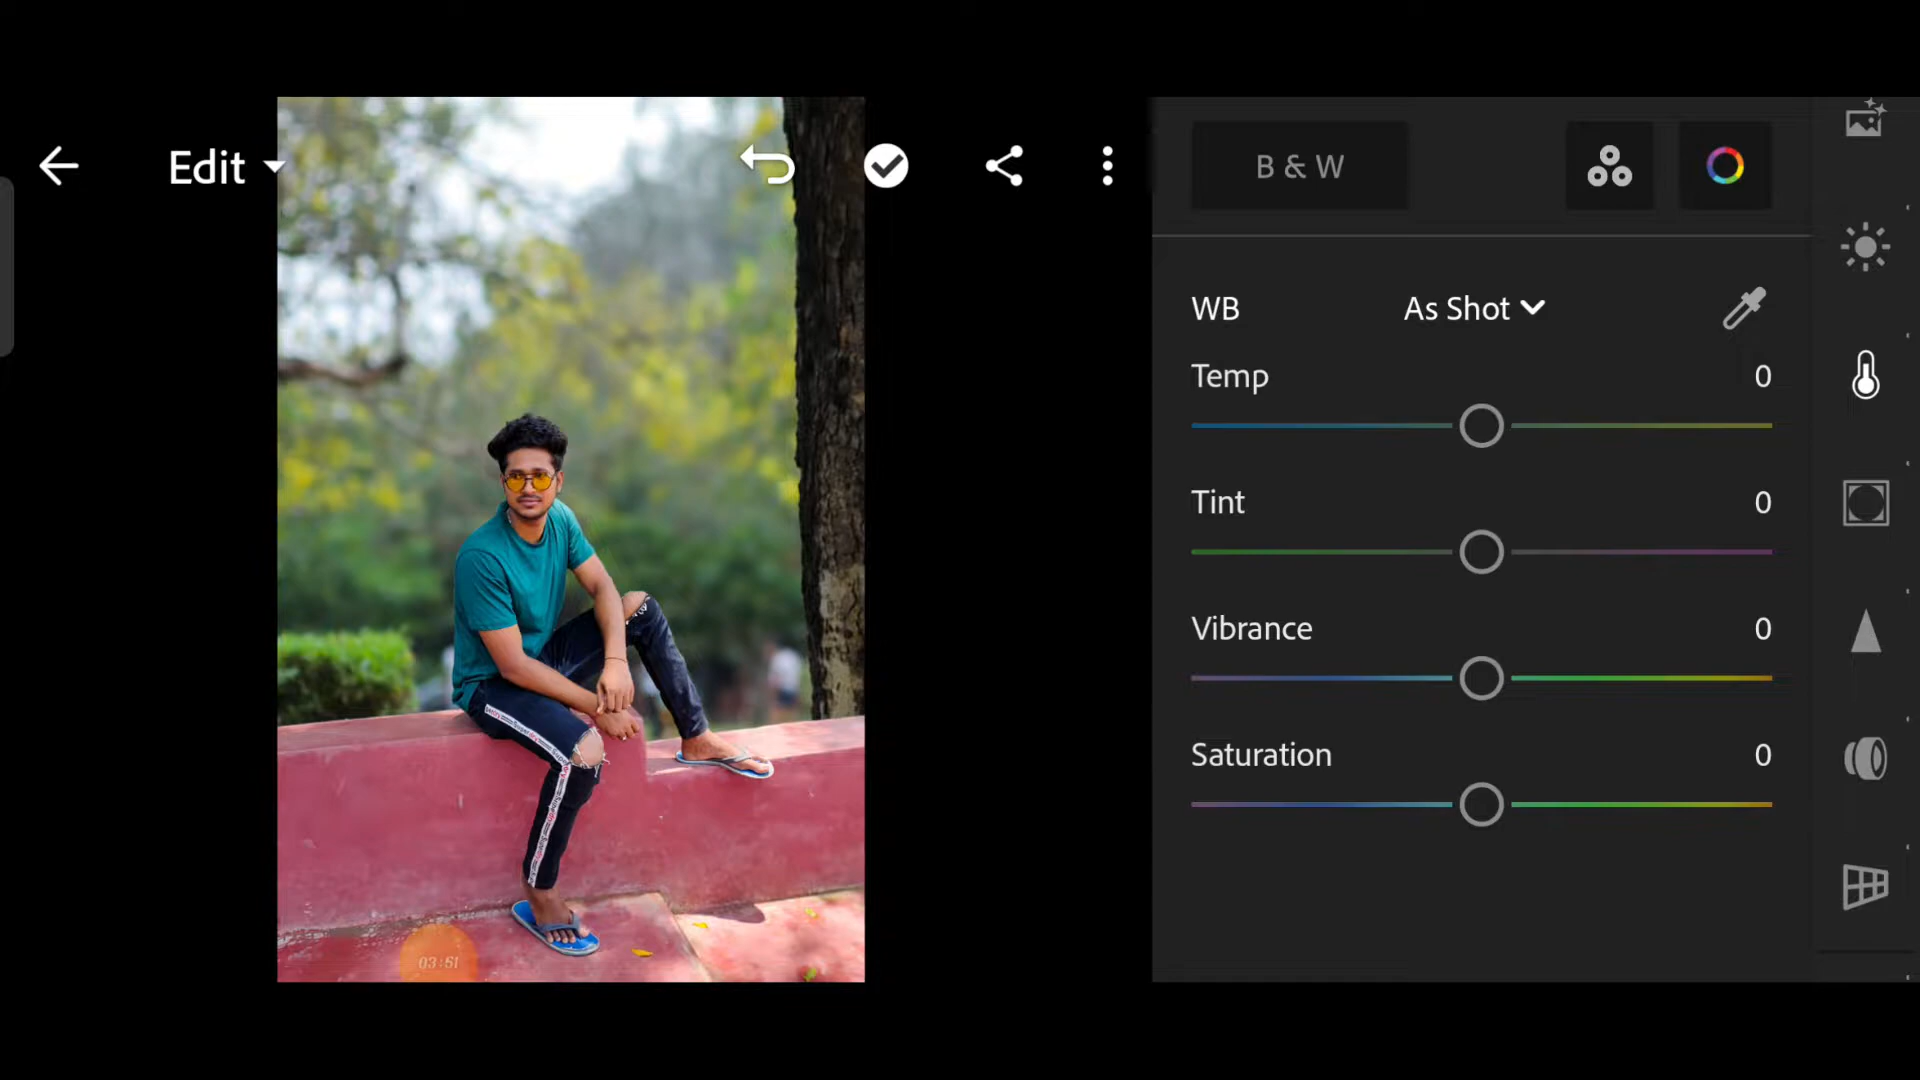 Edit
B & W
WB As Shot
Temp 0
Tint 0
Vibrance 0
Saturation 0
03:51